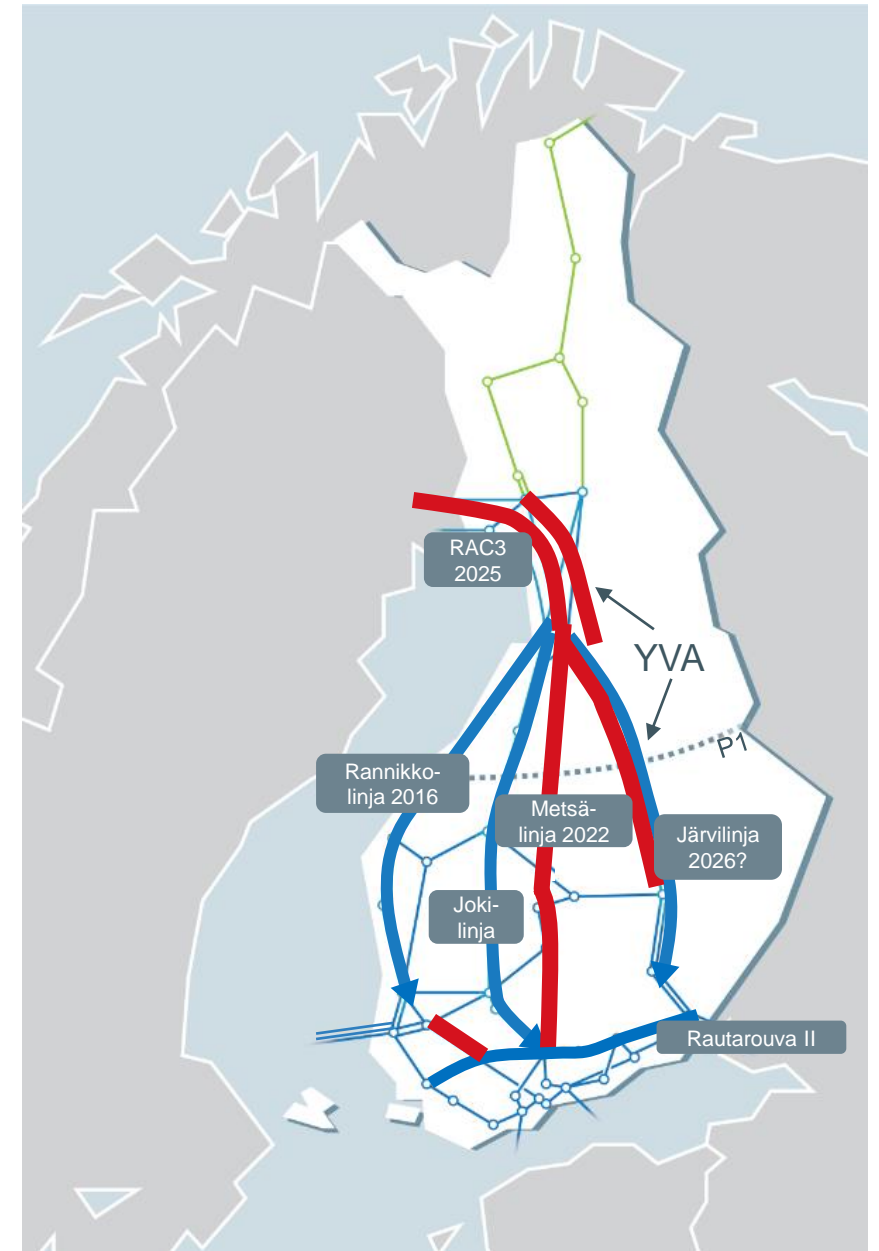 RAC3
2025
YVA
P1
Rannikko-
linja 2016
Metsä-
linja 2022
Järvilinja
2026?
Joki-
linja
Rautarouva II